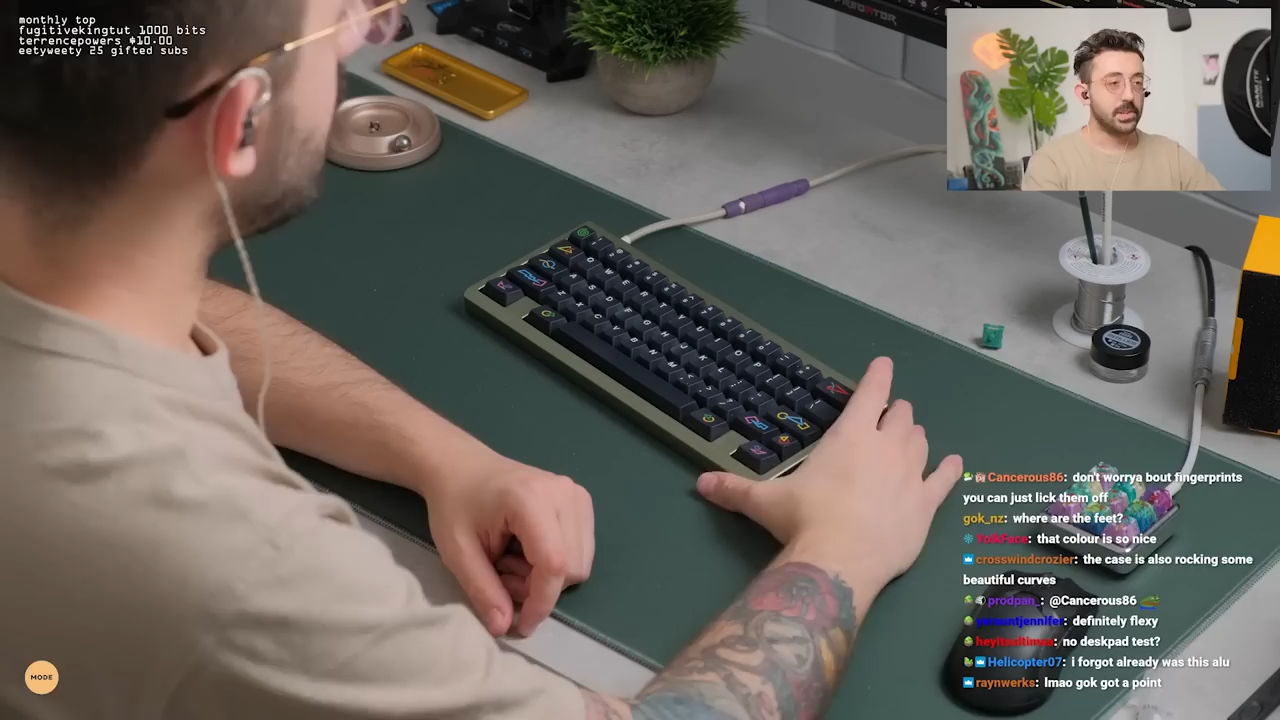 monthly top
fugitivekingtut 1000 bits
terrencepowers $10.00
eetyweety 25 gifted subs
PREDATOR
Cancerous86: don't worrya bout fingerprints
you can just lick them off
gok_nz: where are the feet?
YolkFace: that colour is so nice
crosswindcrozier: the case is also rocking some
beautiful curves
prodpan_: @Cancerous86
definitely flexy
no deskpad test?
Helicopter07: i forgot already was this alu
raynwerks: lmao gok got a point
MODE